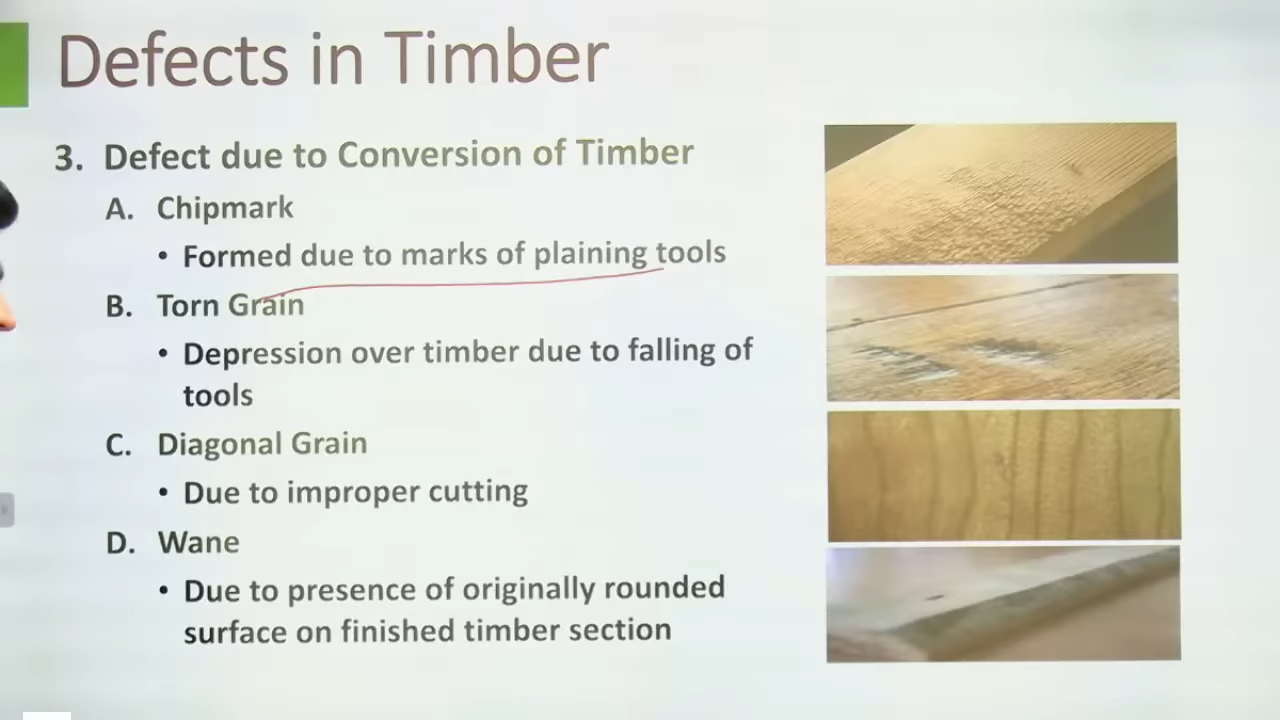 Defects in Timber
3. Defect due to Conversion of Timber
A. Chipmark
• Formed due to marks of plaining tools
B. Torn Grain
• Depression over timber due to falling of
tools
C. Diagonal Grain
• Due to improper cutting
D. Wane
• Due to presence of originally rounded
surface on finished timber section